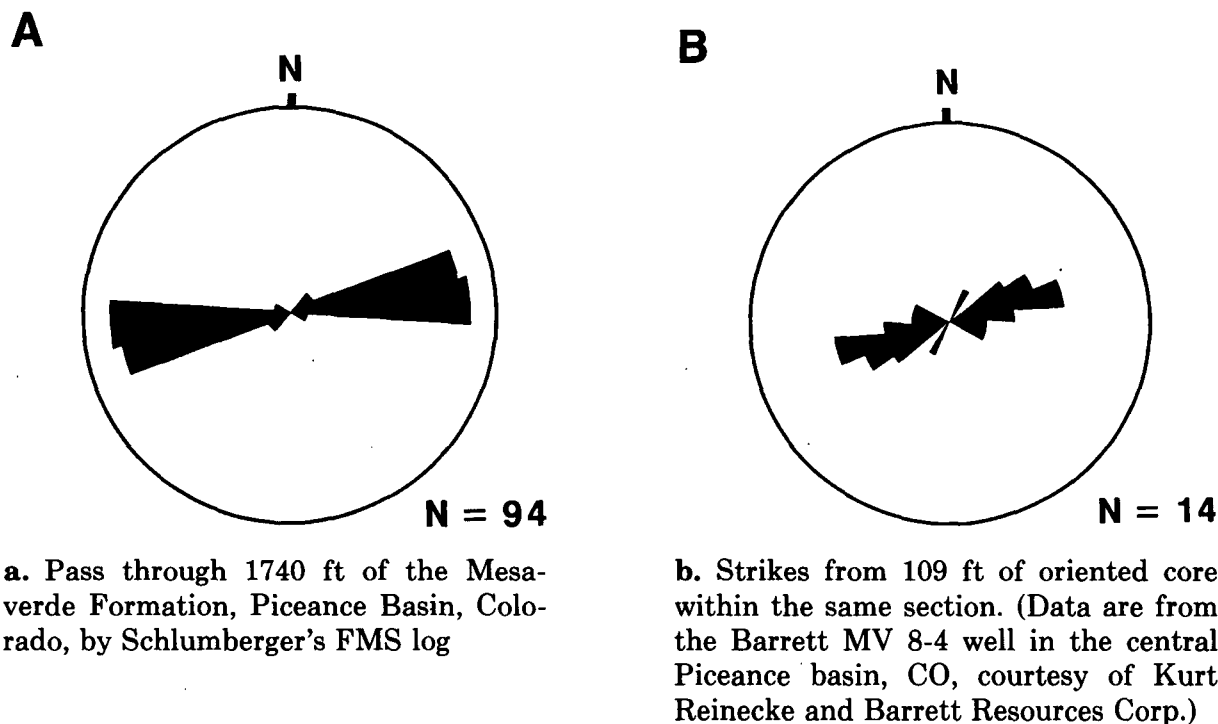 A
N
N = 94
a. Pass through 1740 ft of the Mesa-
verde Formation, Piceance Basin, Colo-
rado, by Schlumberger's FMS log
B
N
N = 14
b. Strikes from 109 ft of oriented core
within the same section. (Data are from
the Barrett MV 8-4 well in the central
Piceance basin, CO, courtesy of Kurt
Reinecke and Barrett Resources Corp.)